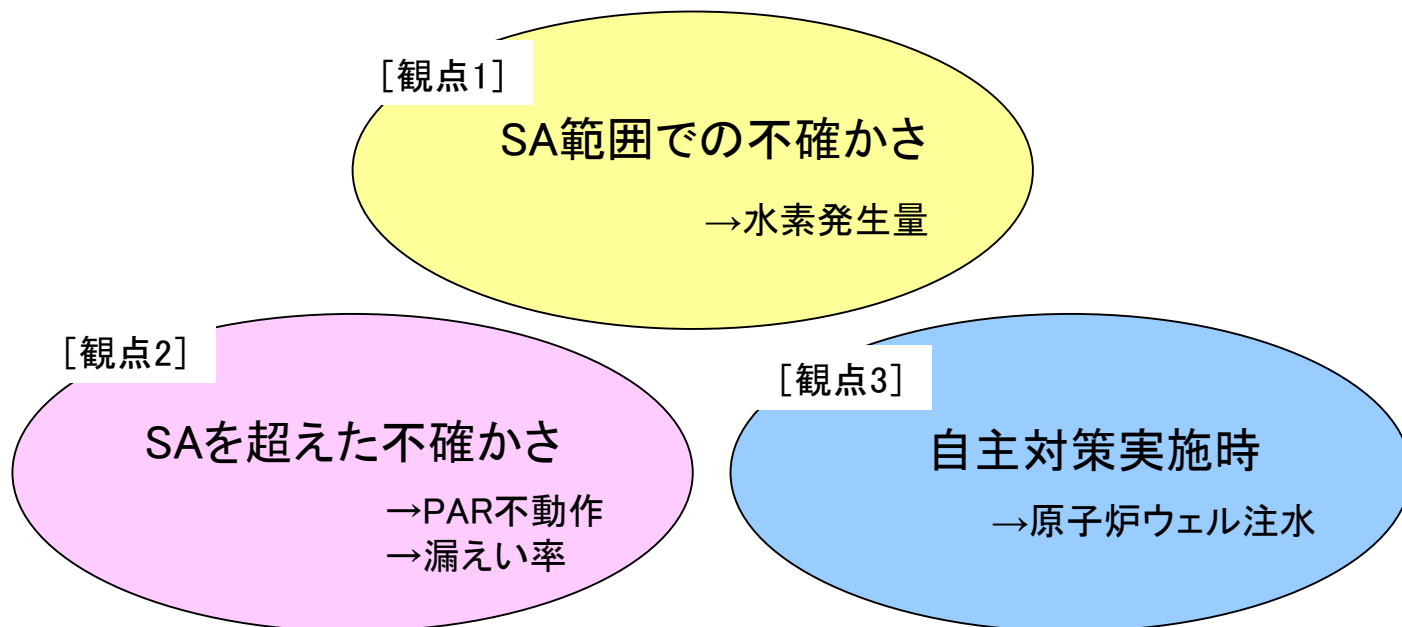 [観点1]
SA範囲での不確かさ
→水素発生量
[観点2]
SAを超えた不確かさ
→PAR不動作
→漏えい率
[観点3]
自主対策実施時
→原子炉ウェル注水